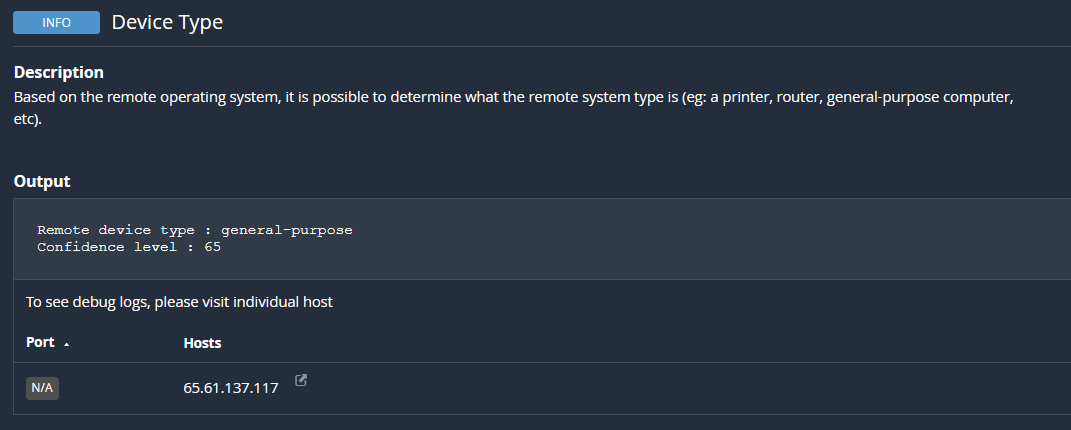 INFO Device Type
Description
Based on the remote operating system, it is possible to determine what the remote system type is (eg: a printer, router, general-purpose computer,
etc).
Output
Remote device type : general-purpose
Confidence level : 65
To see debug logs, please visit individual host
Port Hosts
N/A 65.61.137.117